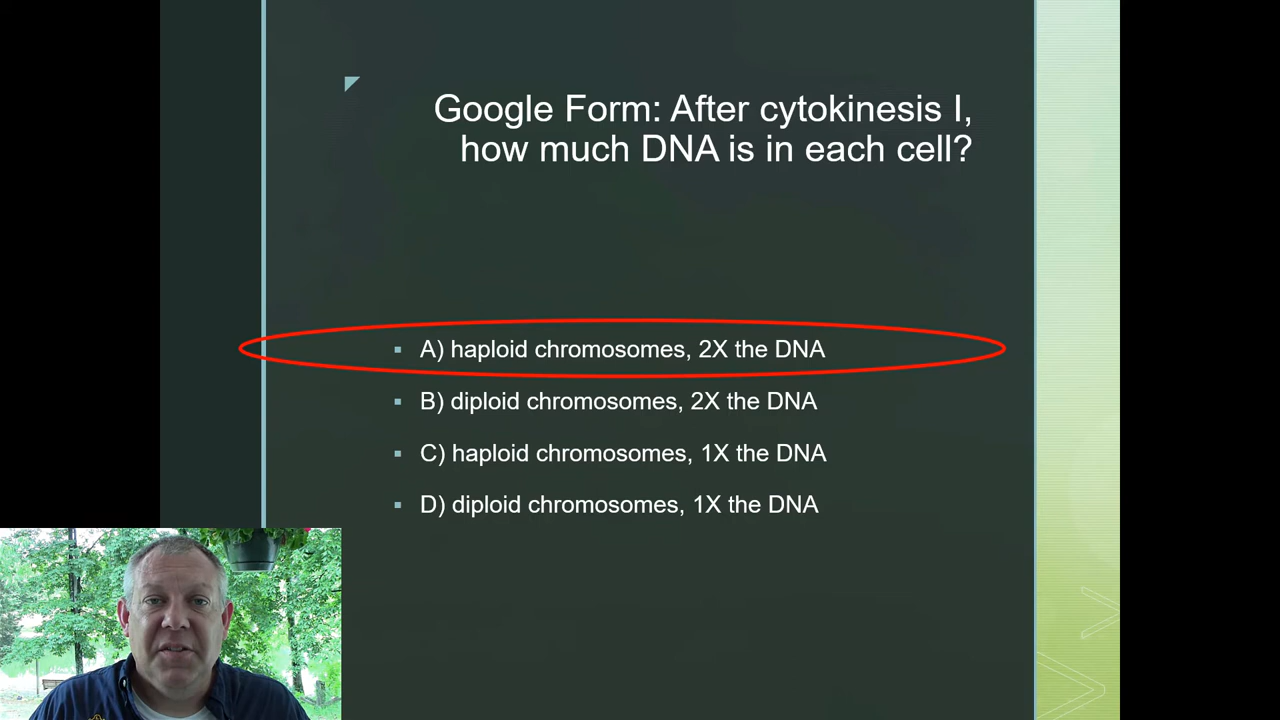 Google Form: After cytokinesis I,
how much DNA is in each cell?
A) haploid chromosomes, 2X the DNA
B) diploid chromosomes, 2X the DNA
C) haploid chromosomes, 1X the DNA
D) diploid chromosomes, 1X the DNA